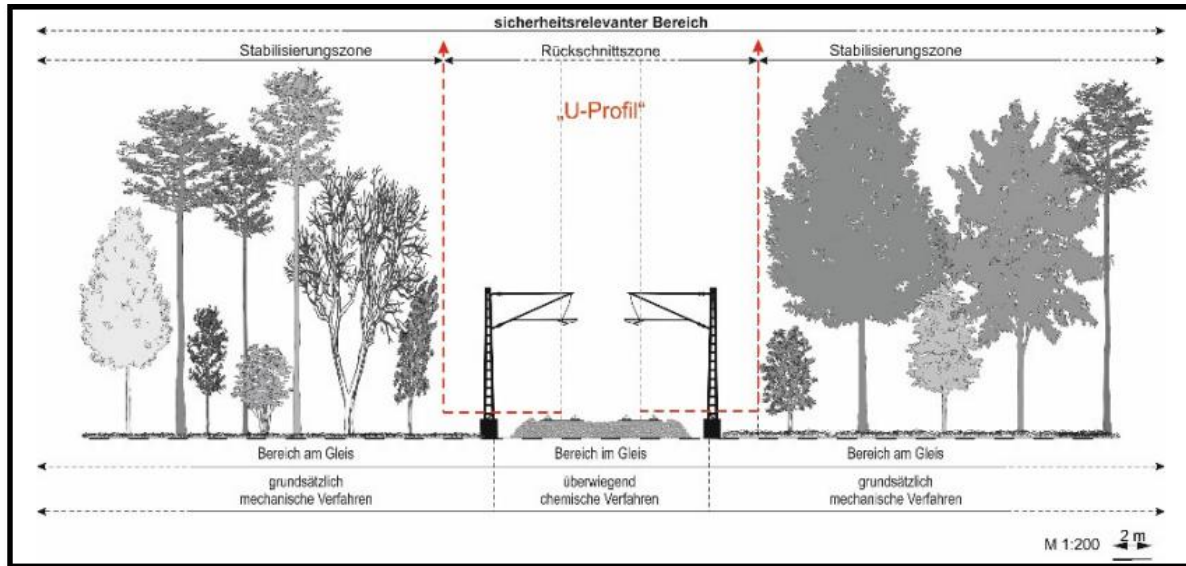 sicherheitsrelevanter Bereich
Stabilisierungszone
Rückschnittszone
Stabilisierungszone
„U-Profil“
Bereich am Gleis
Bereich im Gleis
Bereich am Gleis
grundsätzlich
mechanische Verfahren
überwiegend
chemische Verfahren
grundsätzlich
mechanische Verfahren
M 1:200
2 m